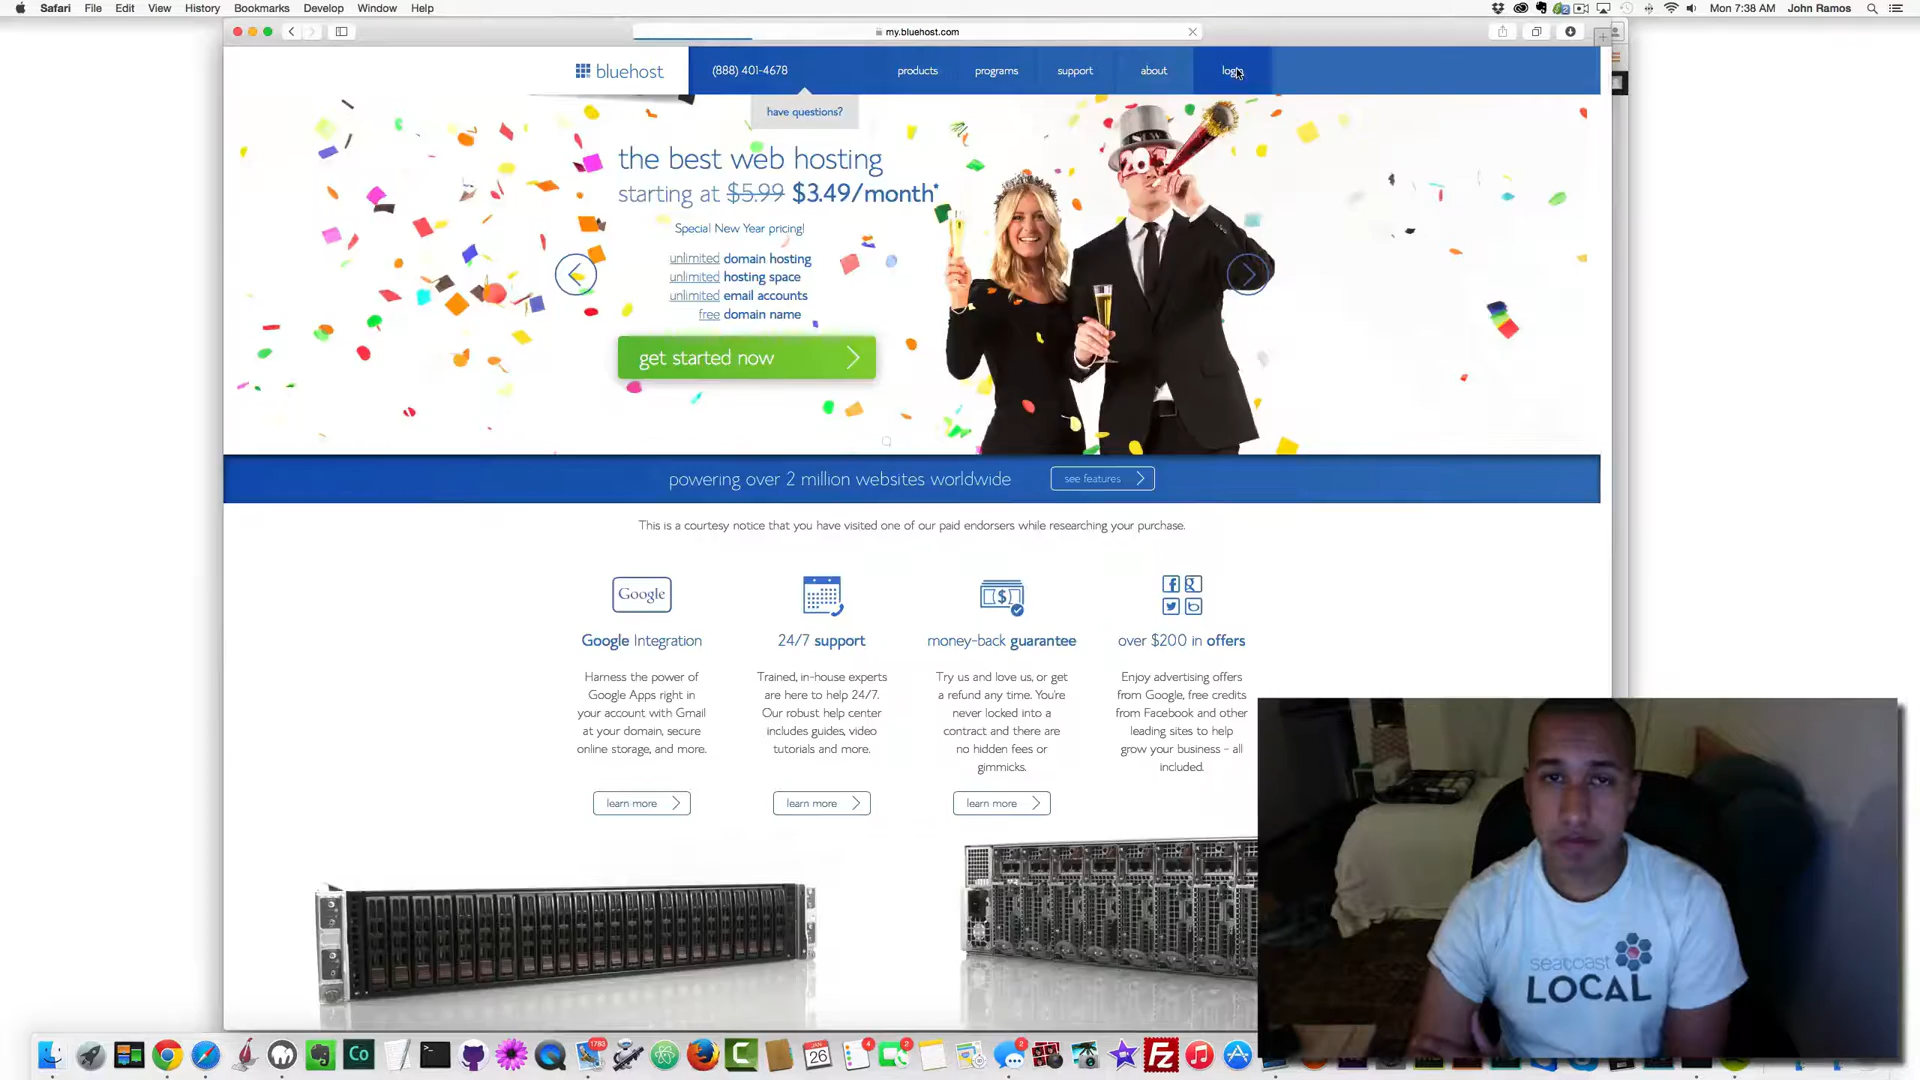 Safari File Edit View History Bookmarks Develop Window Help
Mon 7:38 AM John Ramos
my.bluehost.com
bluehost
(888) 401-4678
products programs support about login
have questions?
the best web hosting
starting at $5.99 $3.49/month*
Special New Year pricing!
unlimited domain hosting
unlimited hosting space
unlimited email accounts
free domain name
get started now
powering over 2 million websites worldwide
see features
This is a courtesy notice that you have visited one of our paid endorsers while researching your purchase.
Google
Google Integration
Harness the power of
Google Apps right in
your account with Gmail
at your domain, secure
online storage, and more.
learn more
24/7 support
Trained, in-house experts
are here to help 24/7.
Our robust help center
includes guides, video
tutorials and more.
learn more
money-back guarantee
Try us and love us, or get
a refund any time. You're
never locked into a
contract and there are
no hidden fees or
gimmicks.
learn more
over $200 in offers
Enjoy advertising offers
from Google, free credits
from Facebook and other
leading sites to help
grow your business - all
included.
seacoast
LOCAL
Co
1783
26
4
2
2